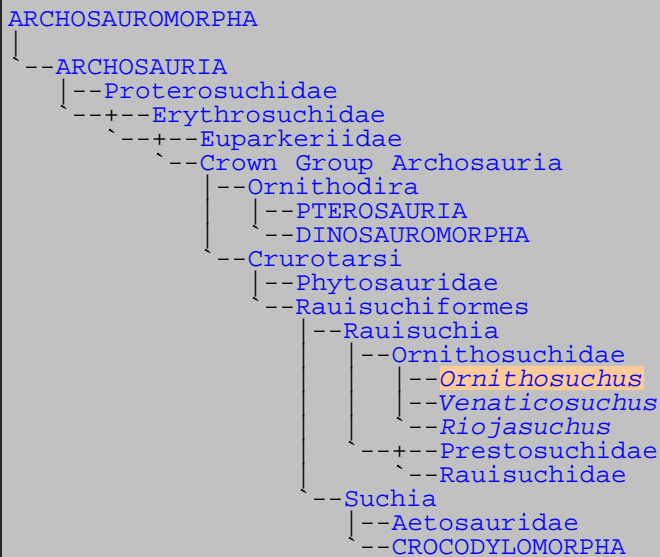 ARCHOSAUROMORPHA
|
`--ARCHOSAURIA
|--Proterosuchidae
`--+--Erythrosuchidae
`--+--Euparkeriidae
`--Crown Group Archosauria
|--Ornithodira
| |--PTEROSAURIA
| `--DINOSAUROMORPHA
`--Crurotarsi
|--Phytosauridae
`--Rauisuchiformes
|--Rauisuchia
| |--Ornithosuchidae
| | |--Ornithosuchus
| | |--Venaticosuchus
| | `--Riojasuchus
| `--+--Prestosuchidae
| `--Rauisuchidae
`--Suchia
|--Aetosauridae
`--CROCODYLOMORPHA